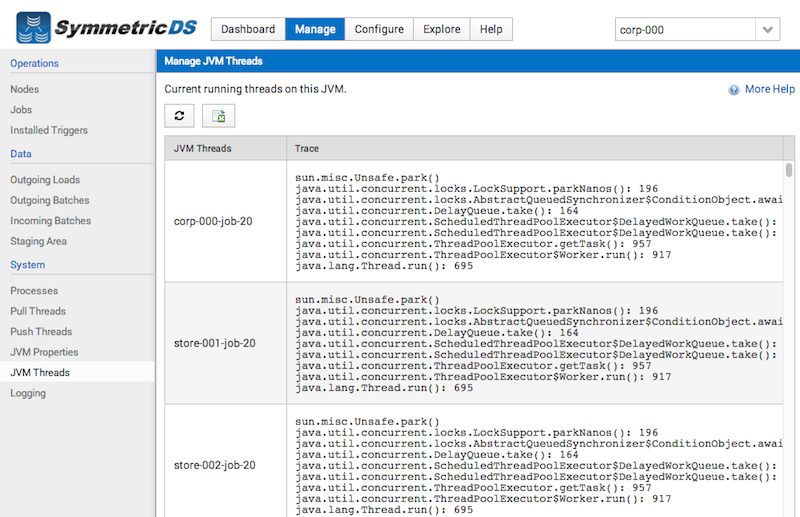 SymmetricDS
Dashboard Manage Configure Explore Help
corp-000
Operations
Nodes
Jobs
Installed Triggers
Data
Outgoing Loads
Outgoing Batches
Incoming Batches
Staging Area
System
Processes
Pull Threads
Push Threads
JVM Properties
JVM Threads
Logging
Manage JVM Threads
Current running threads on this JVM.
More Help
JVM Threads Trace
corp-000-job-20
sun.misc.Unsafe.park()
java.util.concurrent.locks.LockSupport.parkNanos(): 196
java.util.concurrent.locks.AbstractQueuedSynchronizer$ConditionObject.awai
java.util.concurrent.DelayQueue.take(): 164
java.util.concurrent.ScheduledThreadPoolExecutor$DelayedWorkQueue.take():
java.util.concurrent.ScheduledThreadPoolExecutor$DelayedWorkQueue.take():
java.util.concurrent.ThreadPoolExecutor.getTask(): 957
java.util.concurrent.ThreadPoolExecutor$Worker.run(): 917
java.lang.Thread.run(): 695
store-001-job-20
sun.misc.Unsafe.park()
java.util.concurrent.locks.LockSupport.parkNanos(): 196
java.util.concurrent.locks.AbstractQueuedSynchronizer$ConditionObject.awai
java.util.concurrent.DelayQueue.take(): 164
java.util.concurrent.ScheduledThreadPoolExecutor$DelayedWorkQueue.take():
java.util.concurrent.ScheduledThreadPoolExecutor$DelayedWorkQueue.take():
java.util.concurrent.ThreadPoolExecutor.getTask(): 957
java.util.concurrent.ThreadPoolExecutor$Worker.run(): 917
java.lang.Thread.run(): 695
store-002-job-20
sun.misc.Unsafe.park()
java.util.concurrent.locks.LockSupport.parkNanos(): 196
java.util.concurrent.locks.AbstractQueuedSynchronizer$ConditionObject.awai
java.util.concurrent.DelayQueue.take(): 164
java.util.concurrent.ScheduledThreadPoolExecutor$DelayedWorkQueue.take():
java.util.concurrent.ScheduledThreadPoolExecutor$DelayedWorkQueue.take():
java.util.concurrent.ThreadPoolExecutor.getTask(): 957
java.util.concurrent.ThreadPoolExecutor$Worker.run(): 917
java.lang.Thread.run(): 695